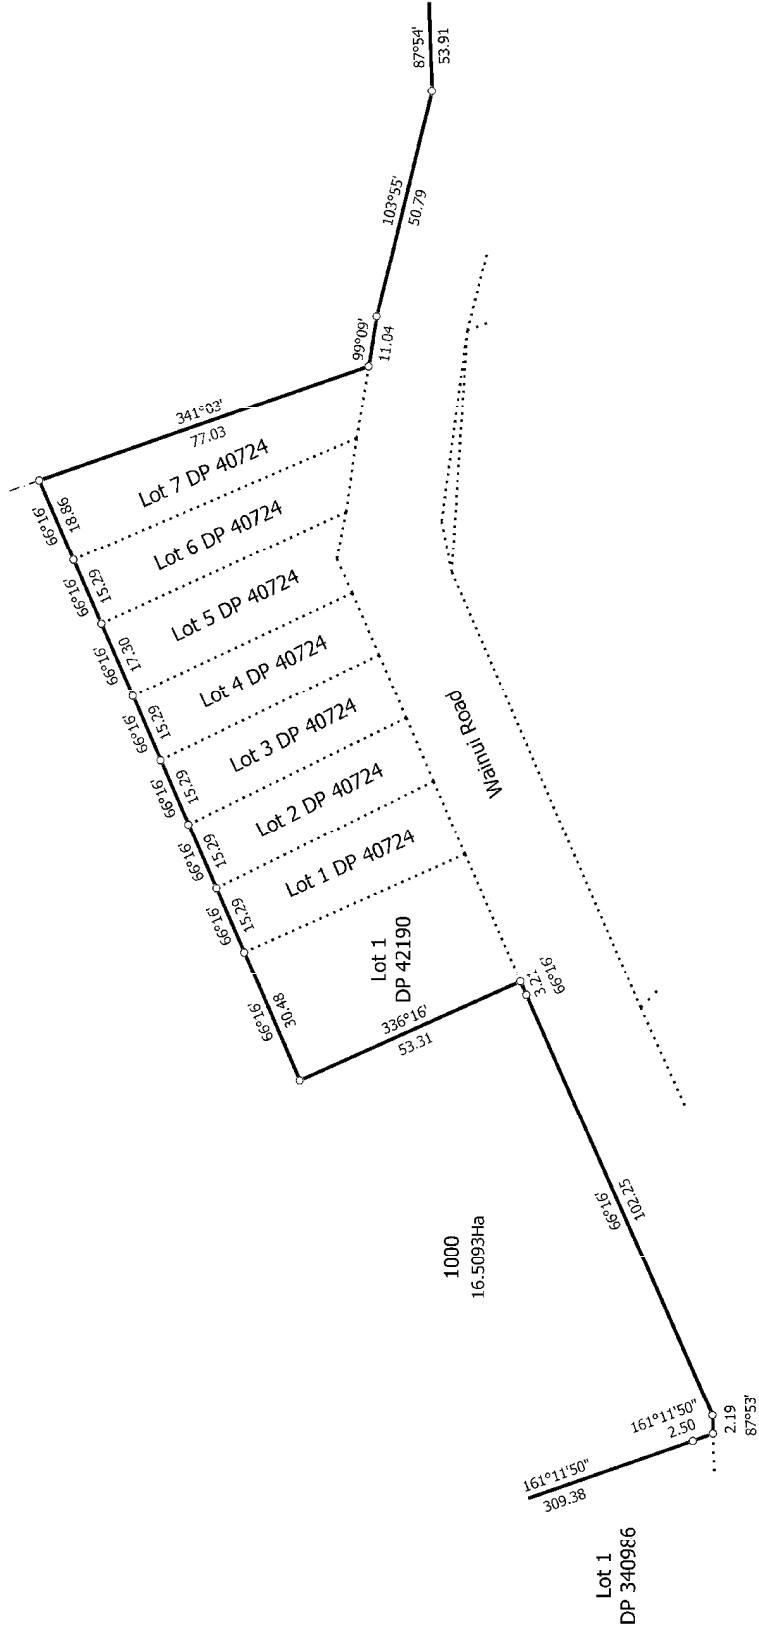 87°54'
53.91
103°55'
50.79
99°09'
11.04
341°03'
77.03
66°16'
18.86
66°16'
15.29
66°16'
17.30
66°16'
15.29
66°16'
15.29
66°16'
15.29
66°16'
15.29
66°16'
30.48
Lot 7 DP 40724
Lot 6 DP 40724
Lot 5 DP 40724
Lot 4 DP 40724
Lot 3 DP 40724
Lot 2 DP 40724
Lot 1 DP 40724
Lot 1
DP 42190
Wainui Road
336°16'
53.31
66°16'
66°16'
102.25
1000
16.5093Ha
161°11'50"
2.50
2.19
87°53'
161°11'50"
309.38
Lot 1
DP 340986